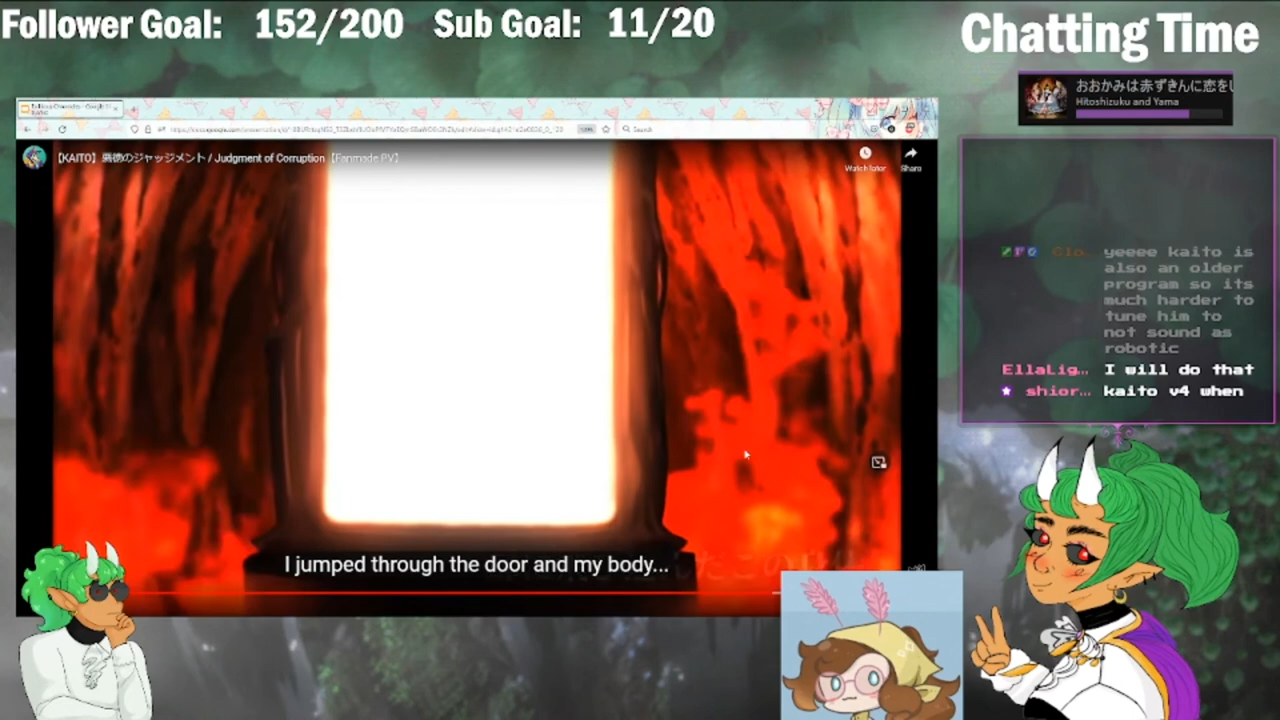 Follower Goal: 152/200 Sub Goal: 11/20
Chatting Time
おおかみは赤ずきんに恋を
Hitoshizuku and Yama
Search
【KAITO】悪徳のジャッジメント / Judgment of Corruption【Fanmade PV】
Watch later
Share
Clo... yeeee kaito is
also an older
program so its
much harder to
tune him to
not sound as
robotic
EllaLig... I will do that
shior... kaito v4 when
I jumped through the door and my body...